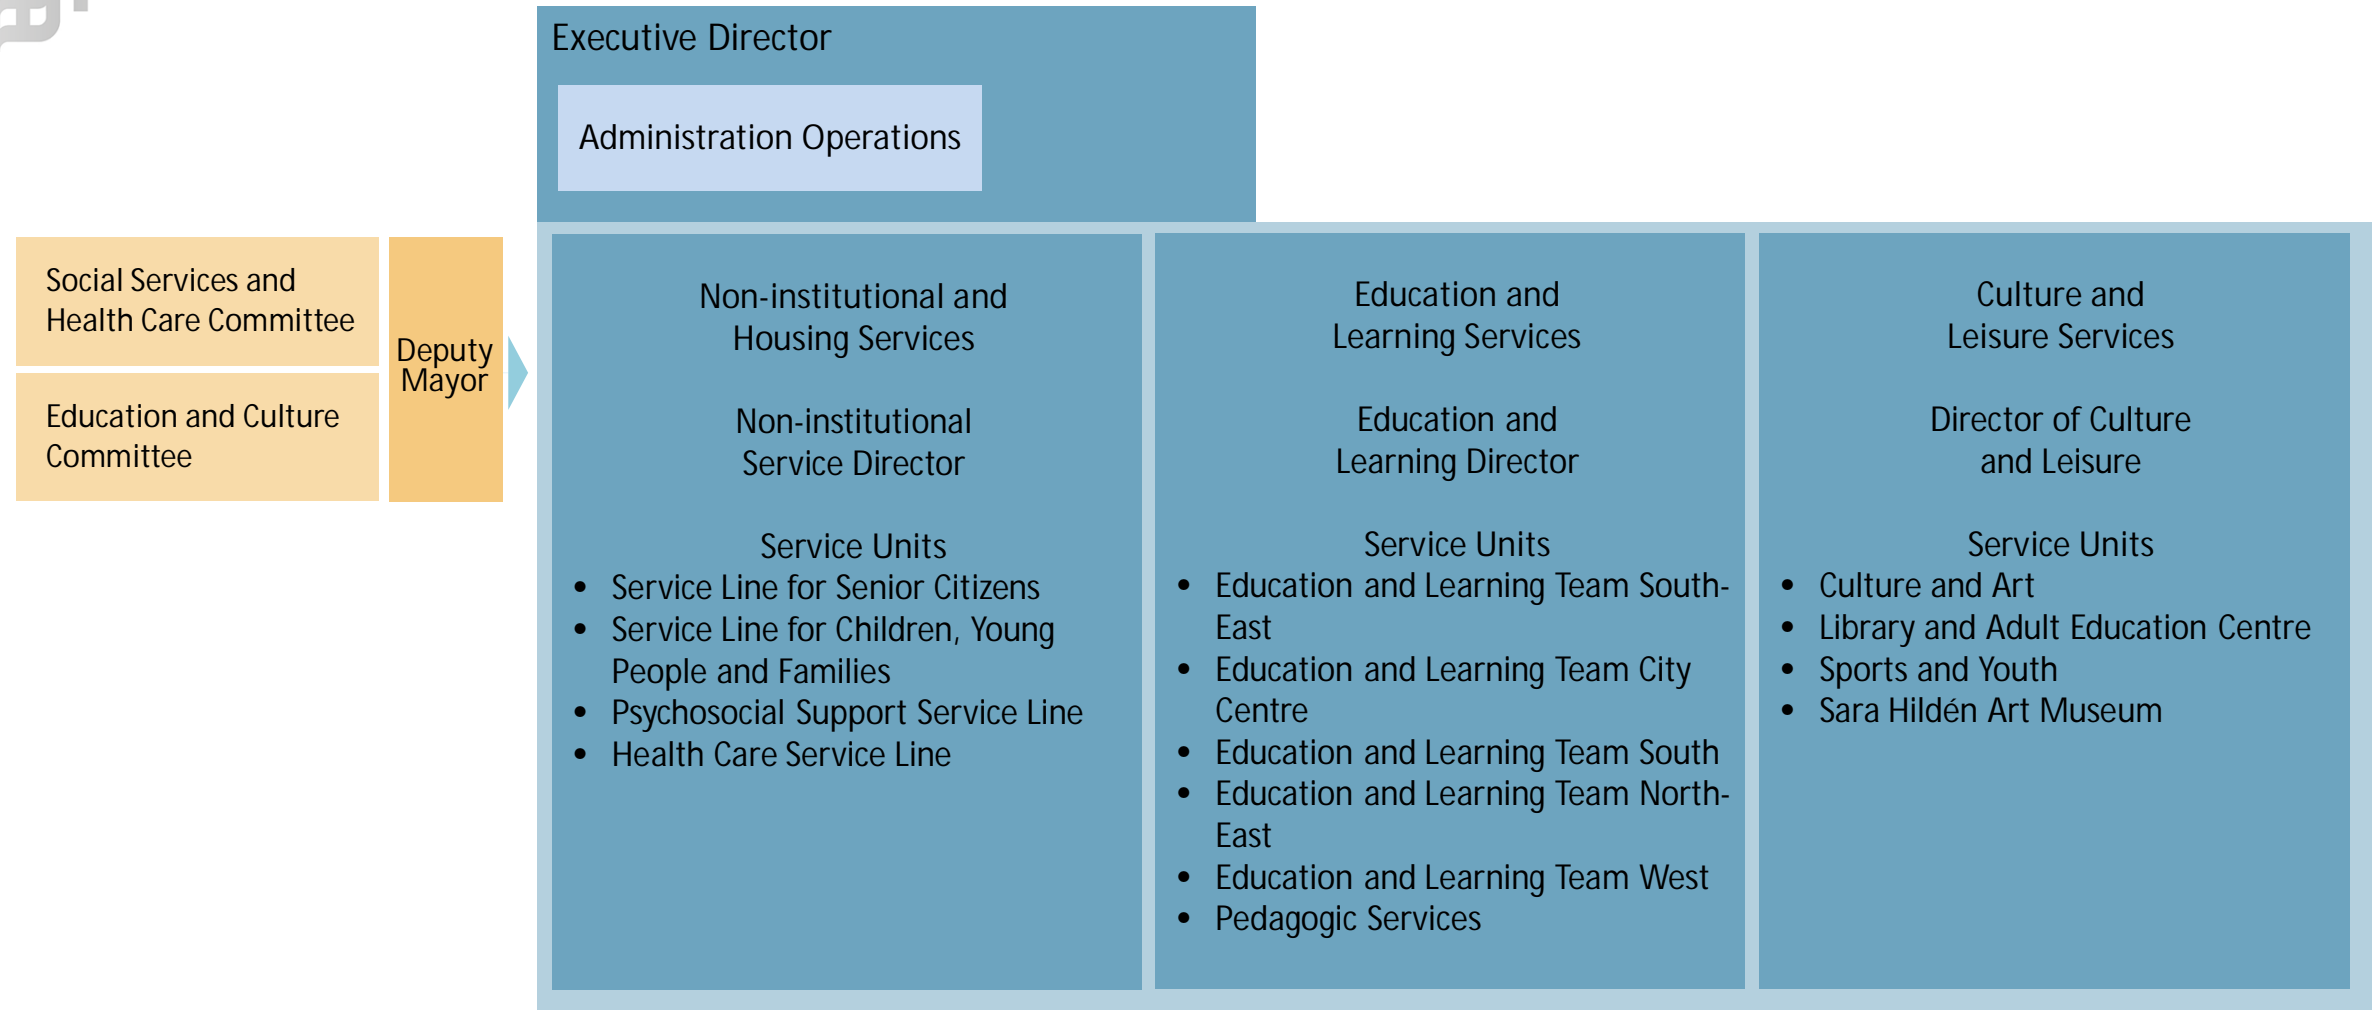 Executive Director
Administration Operations
Social Services and
Health Care Committee
Education and Culture
Committee
Deputy
Mayor
Non-institutional and
Housing Services
Non-institutional
Service Director
Service Units
• Service Line for Senior Citizens
• Service Line for Children, Young
People and Families
• Psychosocial Support Service Line
• Health Care Service Line
Education and
Learning Services
Education and
Learning Director
Service Units
• Education and Learning Team South-
East
• Education and Learning Team City
Centre
• Education and Learning Team South
• Education and Learning Team North-
East
• Education and Learning Team West
• Pedagogic Services
Culture and
Leisure Services
Director of Culture
and Leisure
Service Units
• Culture and Art
• Library and Adult Education Centre
• Sports and Youth
• Sara Hildén Art Museum